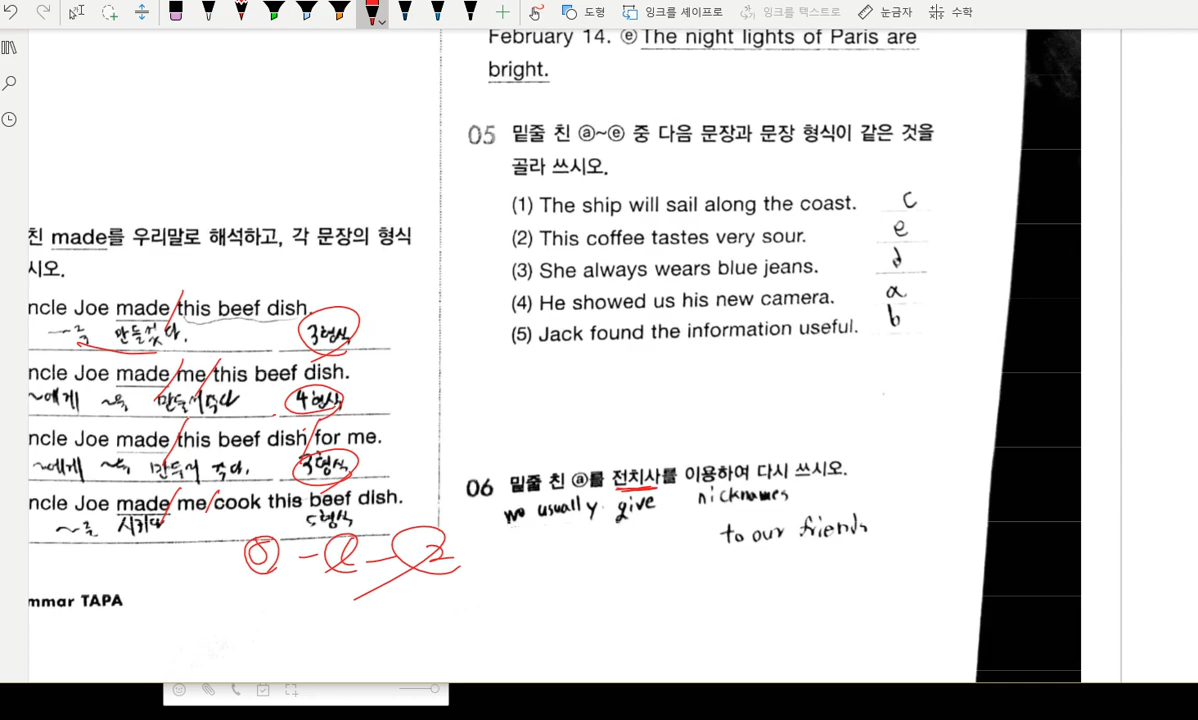 도형
잉크를 셰이프로
잉크를 텍스트로
눈금자
수학
February 14. ⓔ The night lights of Paris are
bright.
친 made를 우리말로 해석하고, 각 문장의 형식
시오.
ncle Joe made this beef dish.
~를 만들었다. 3형식
ncle Joe made me this beef dish.
~에게 ~을 만들어주다 4형식
ncle Joe made this beef dish for me.
~에게 ~을 만들어 주다. 3형식
ncle Joe made me cook this beef dish.
~를 시키다 5형식
mmar TAPA
05 밑줄 친 ⓐ~ⓔ 중 다음 문장과 문장 형식이 같은 것을
골라 쓰시오.
(1) The ship will sail along the coast. c
(2) This coffee tastes very sour. e
(3) She always wears blue jeans. d
(4) He showed us his new camera. a
(5) Jack found the information useful. b
06 밑줄 친 ⓐ를 전치사를 이용하여 다시 쓰시오.
usually give nicknames
to our friends